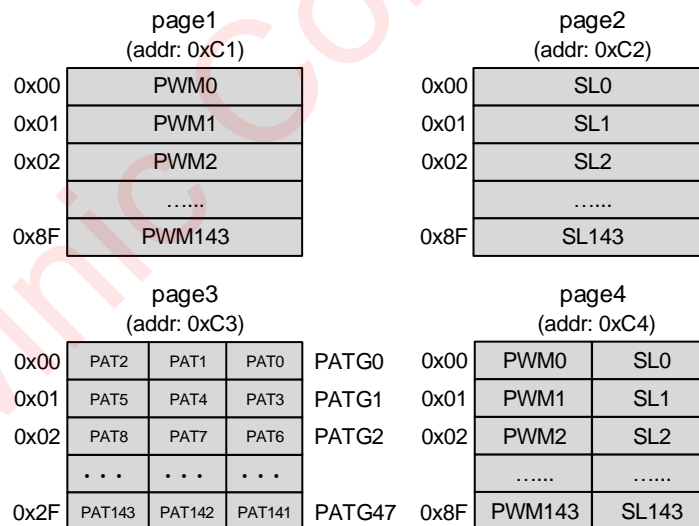 page1 page2
(addr: 0xC1) (addr: 0xC2)
0x00 PWM0 0x00 SL0
0x01 PWM1 0x01 SL1
0x02 PWM2 0x02 SL2
…... …...
0x8F PWM143 0x8F SL143
page3 page4
(addr: 0xC3) (addr: 0xC4)
0x00 PAT2 PAT1 PAT0 PATG0 0x00 PWM0 SL0
0x01 PAT5 PAT4 PAT3 PATG1 0x01 PWM1 SL1
0x02 PAT8 PAT7 PAT6 PATG2 0x02 PWM2 SL2
• • • • • • • • • …... …...
0x2F PAT143 PAT142 PAT141 PATG47 0x8F PWM143 SL143